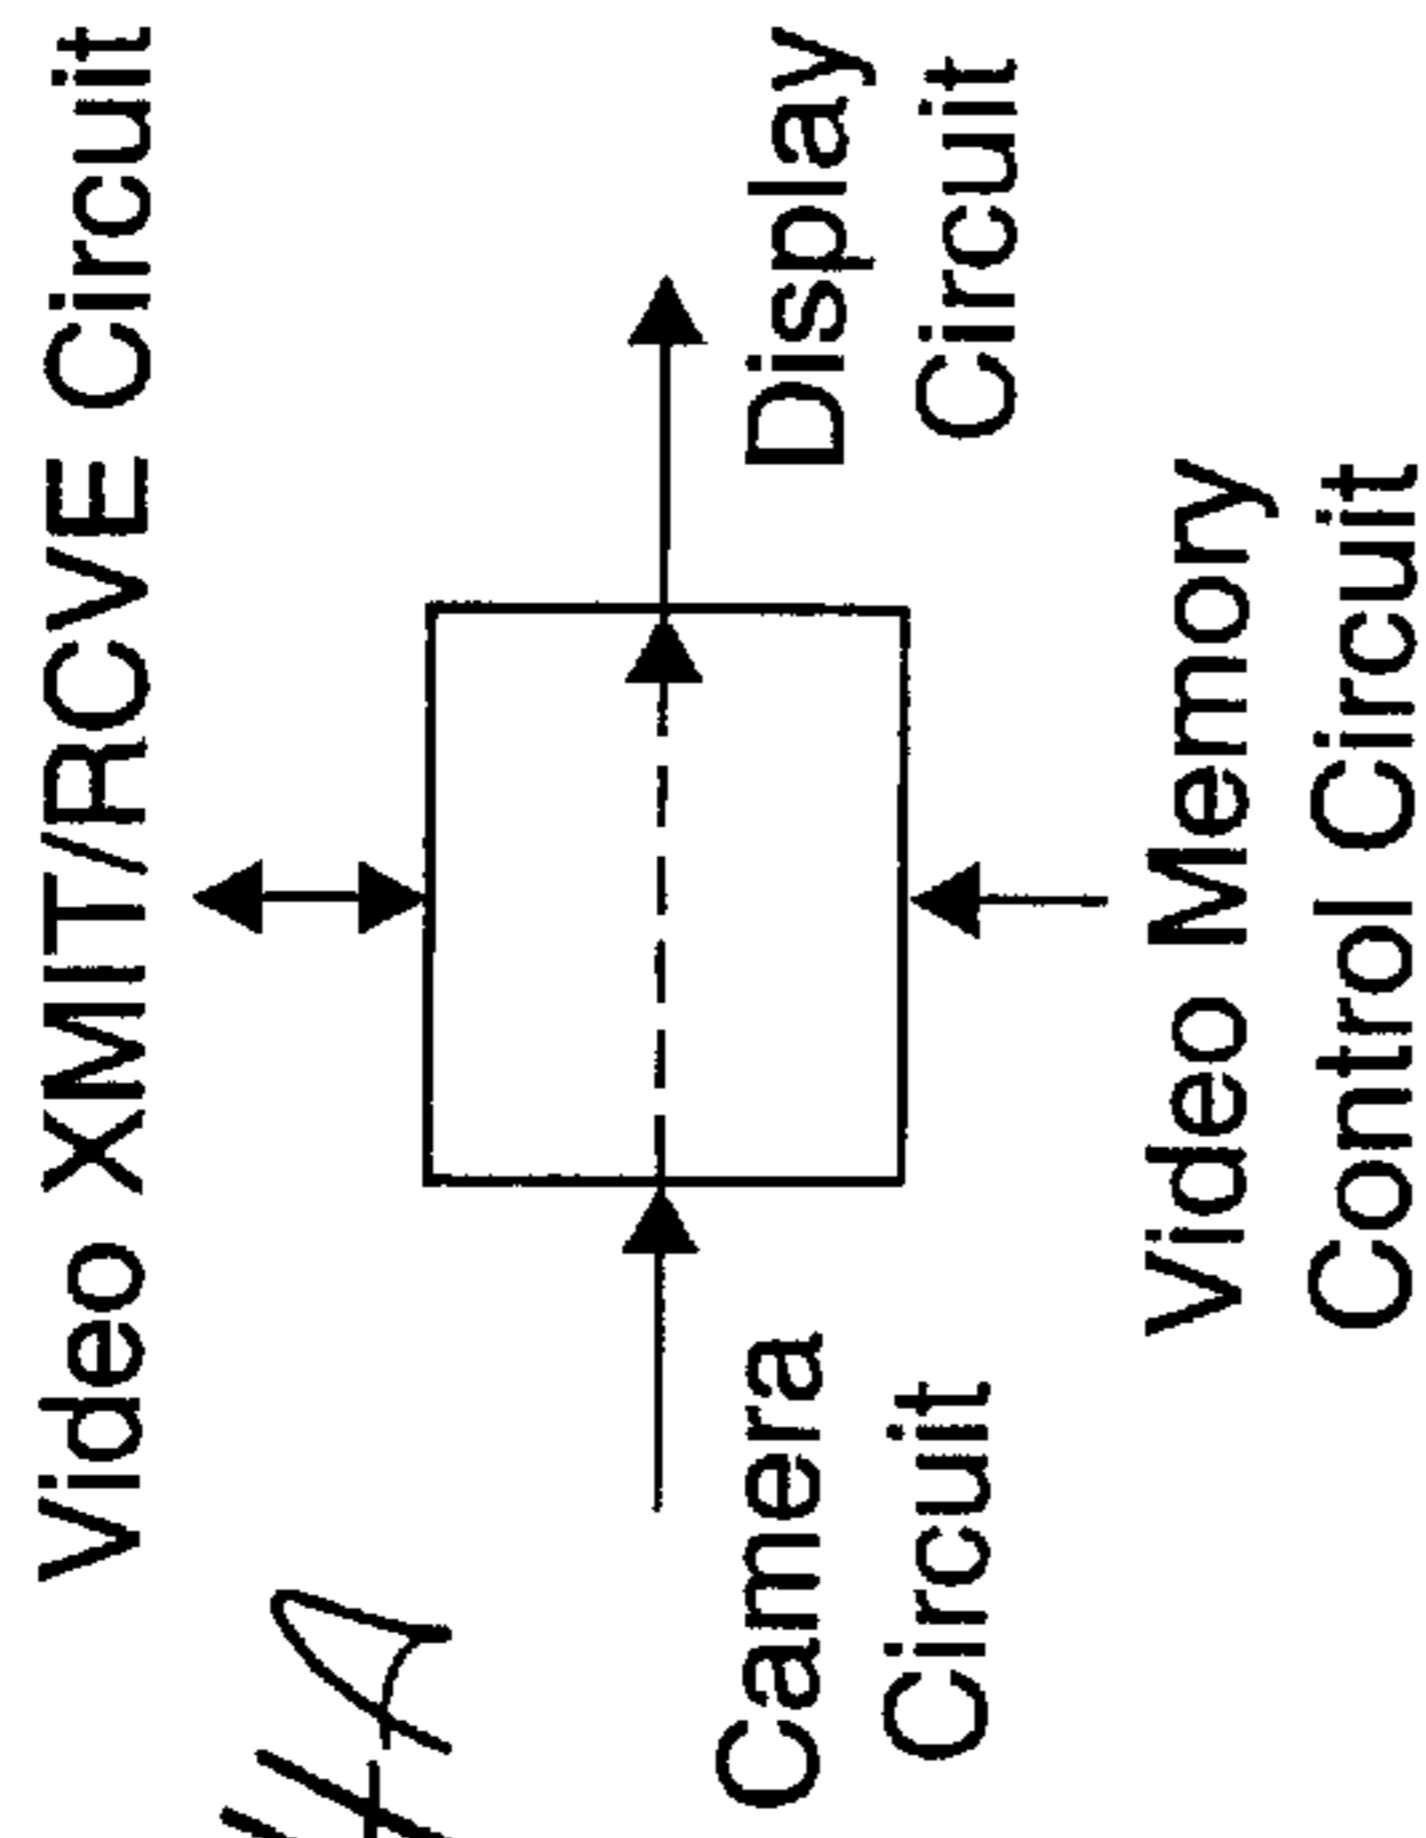 Video XMIT/RCVE Circuit
Camera
Circuit
Display
Circuit
Video Memory
Control Circuit